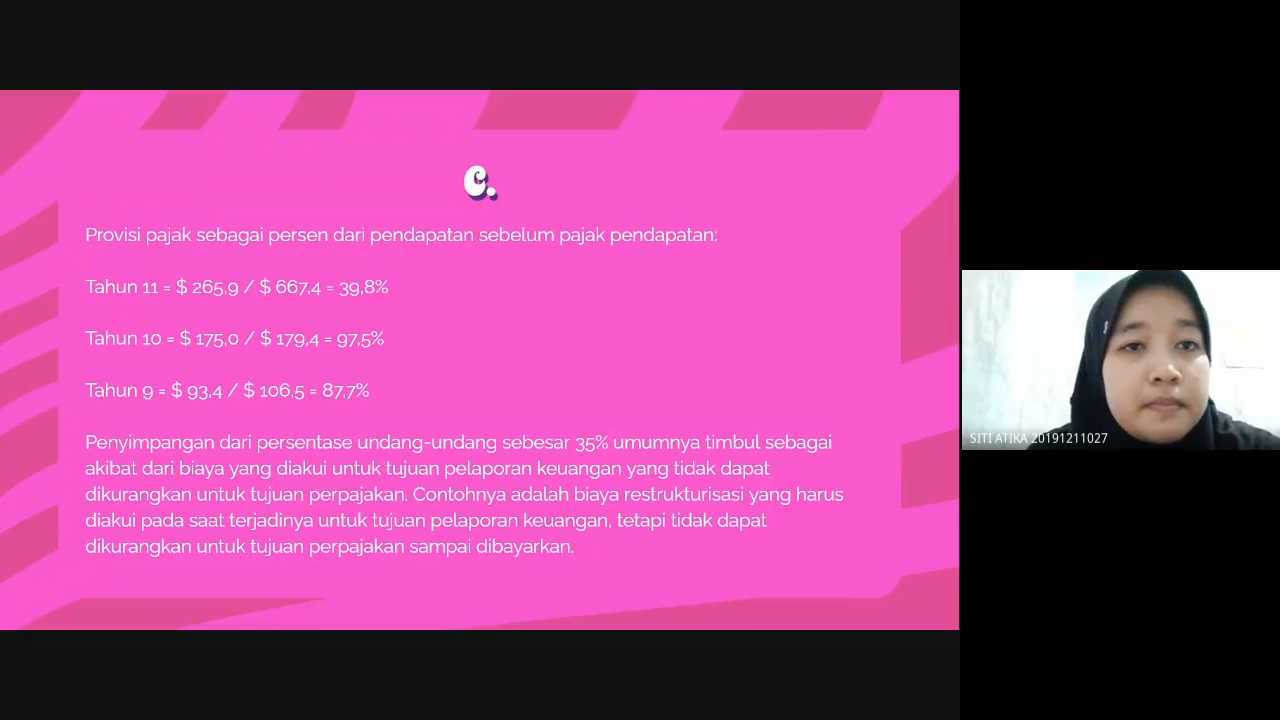 C.
Provisi pajak sebagai persen dari pendapatan sebelum pajak pendapatan:
Tahun 11 = $ 265,9 / $ 667,4 = 39,8%
Tahun 10 = $ 175,0 / $ 179,4 = 97,5%
Tahun 9 = $ 93,4 / $ 106,5 = 87,7%
Penyimpangan dari persentase undang-undang sebesar 35% umumnya timbul sebagai
akibat dari biaya yang diakui untuk tujuan pelaporan keuangan yang tidak dapat
dikurangkan untuk tujuan perpajakan. Contohnya adalah biaya restrukturisasi yang harus
diakui pada saat terjadinya untuk tujuan pelaporan keuangan, tetapi tidak dapat
dikurangkan untuk tujuan perpajakan sampai dibayarkan.
SITI ATIKA 20191211027